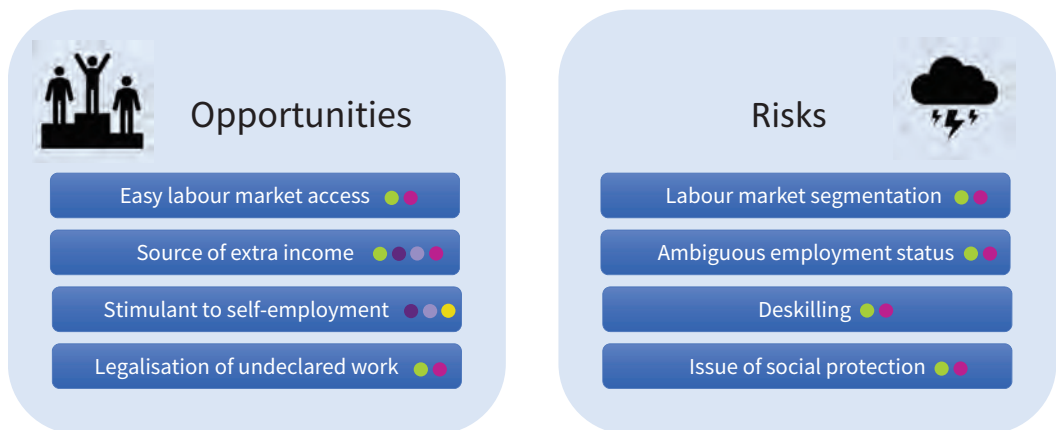 Opportunities
Easy labour market access
Source of extra income
Stimulant to self-employment
Legalisation of undeclared work
Risks
Labour market segmentation
Ambiguous employment status
Deskilling
Issue of social protection